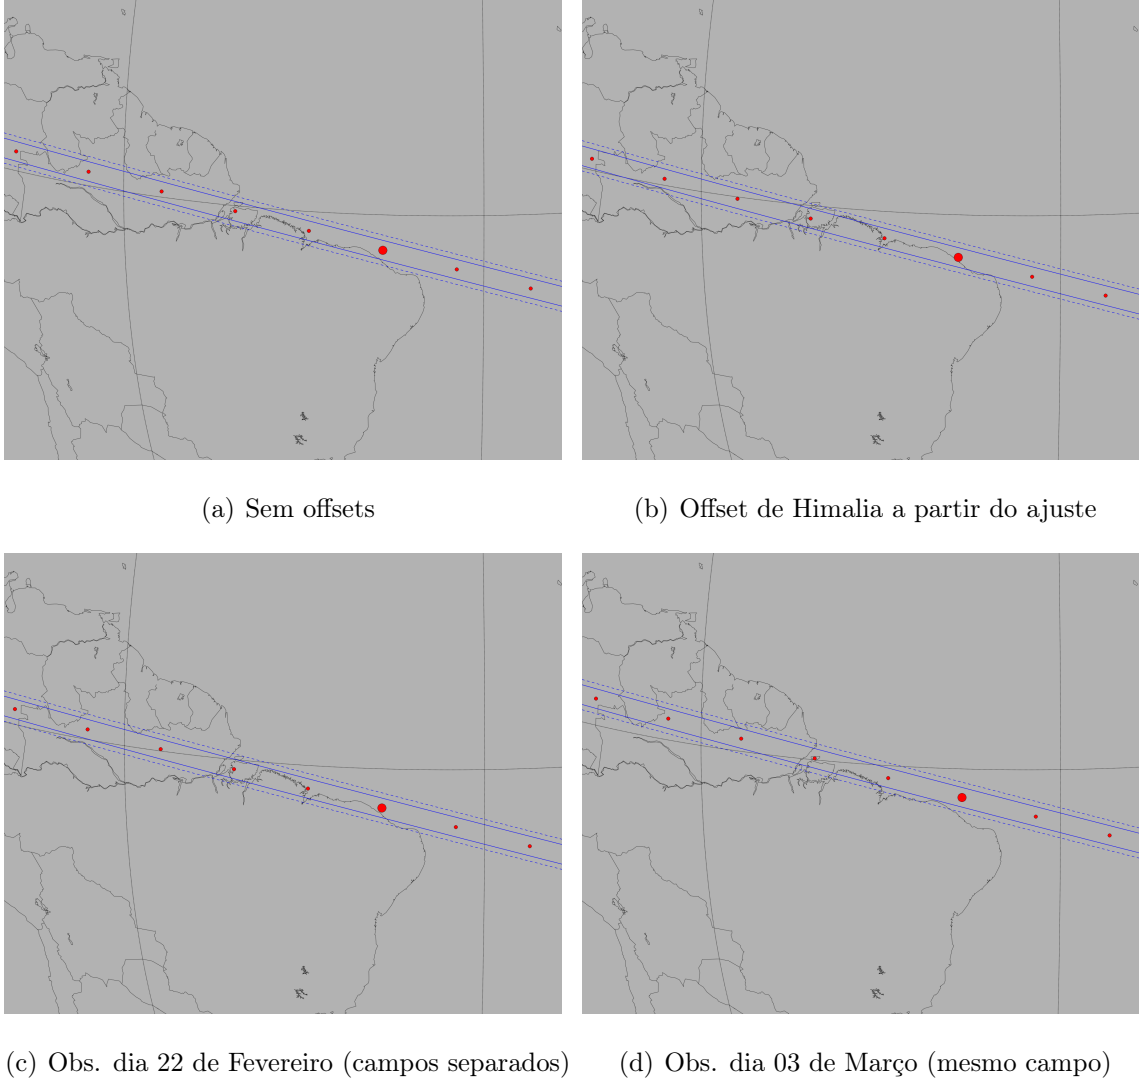 (a) Sem offsets
(b) Offset de Himalia a partir do ajuste
(c) Obs. dia 22 de Fevereiro (campos separados)
(d) Obs. dia 03 de Março (mesmo campo)